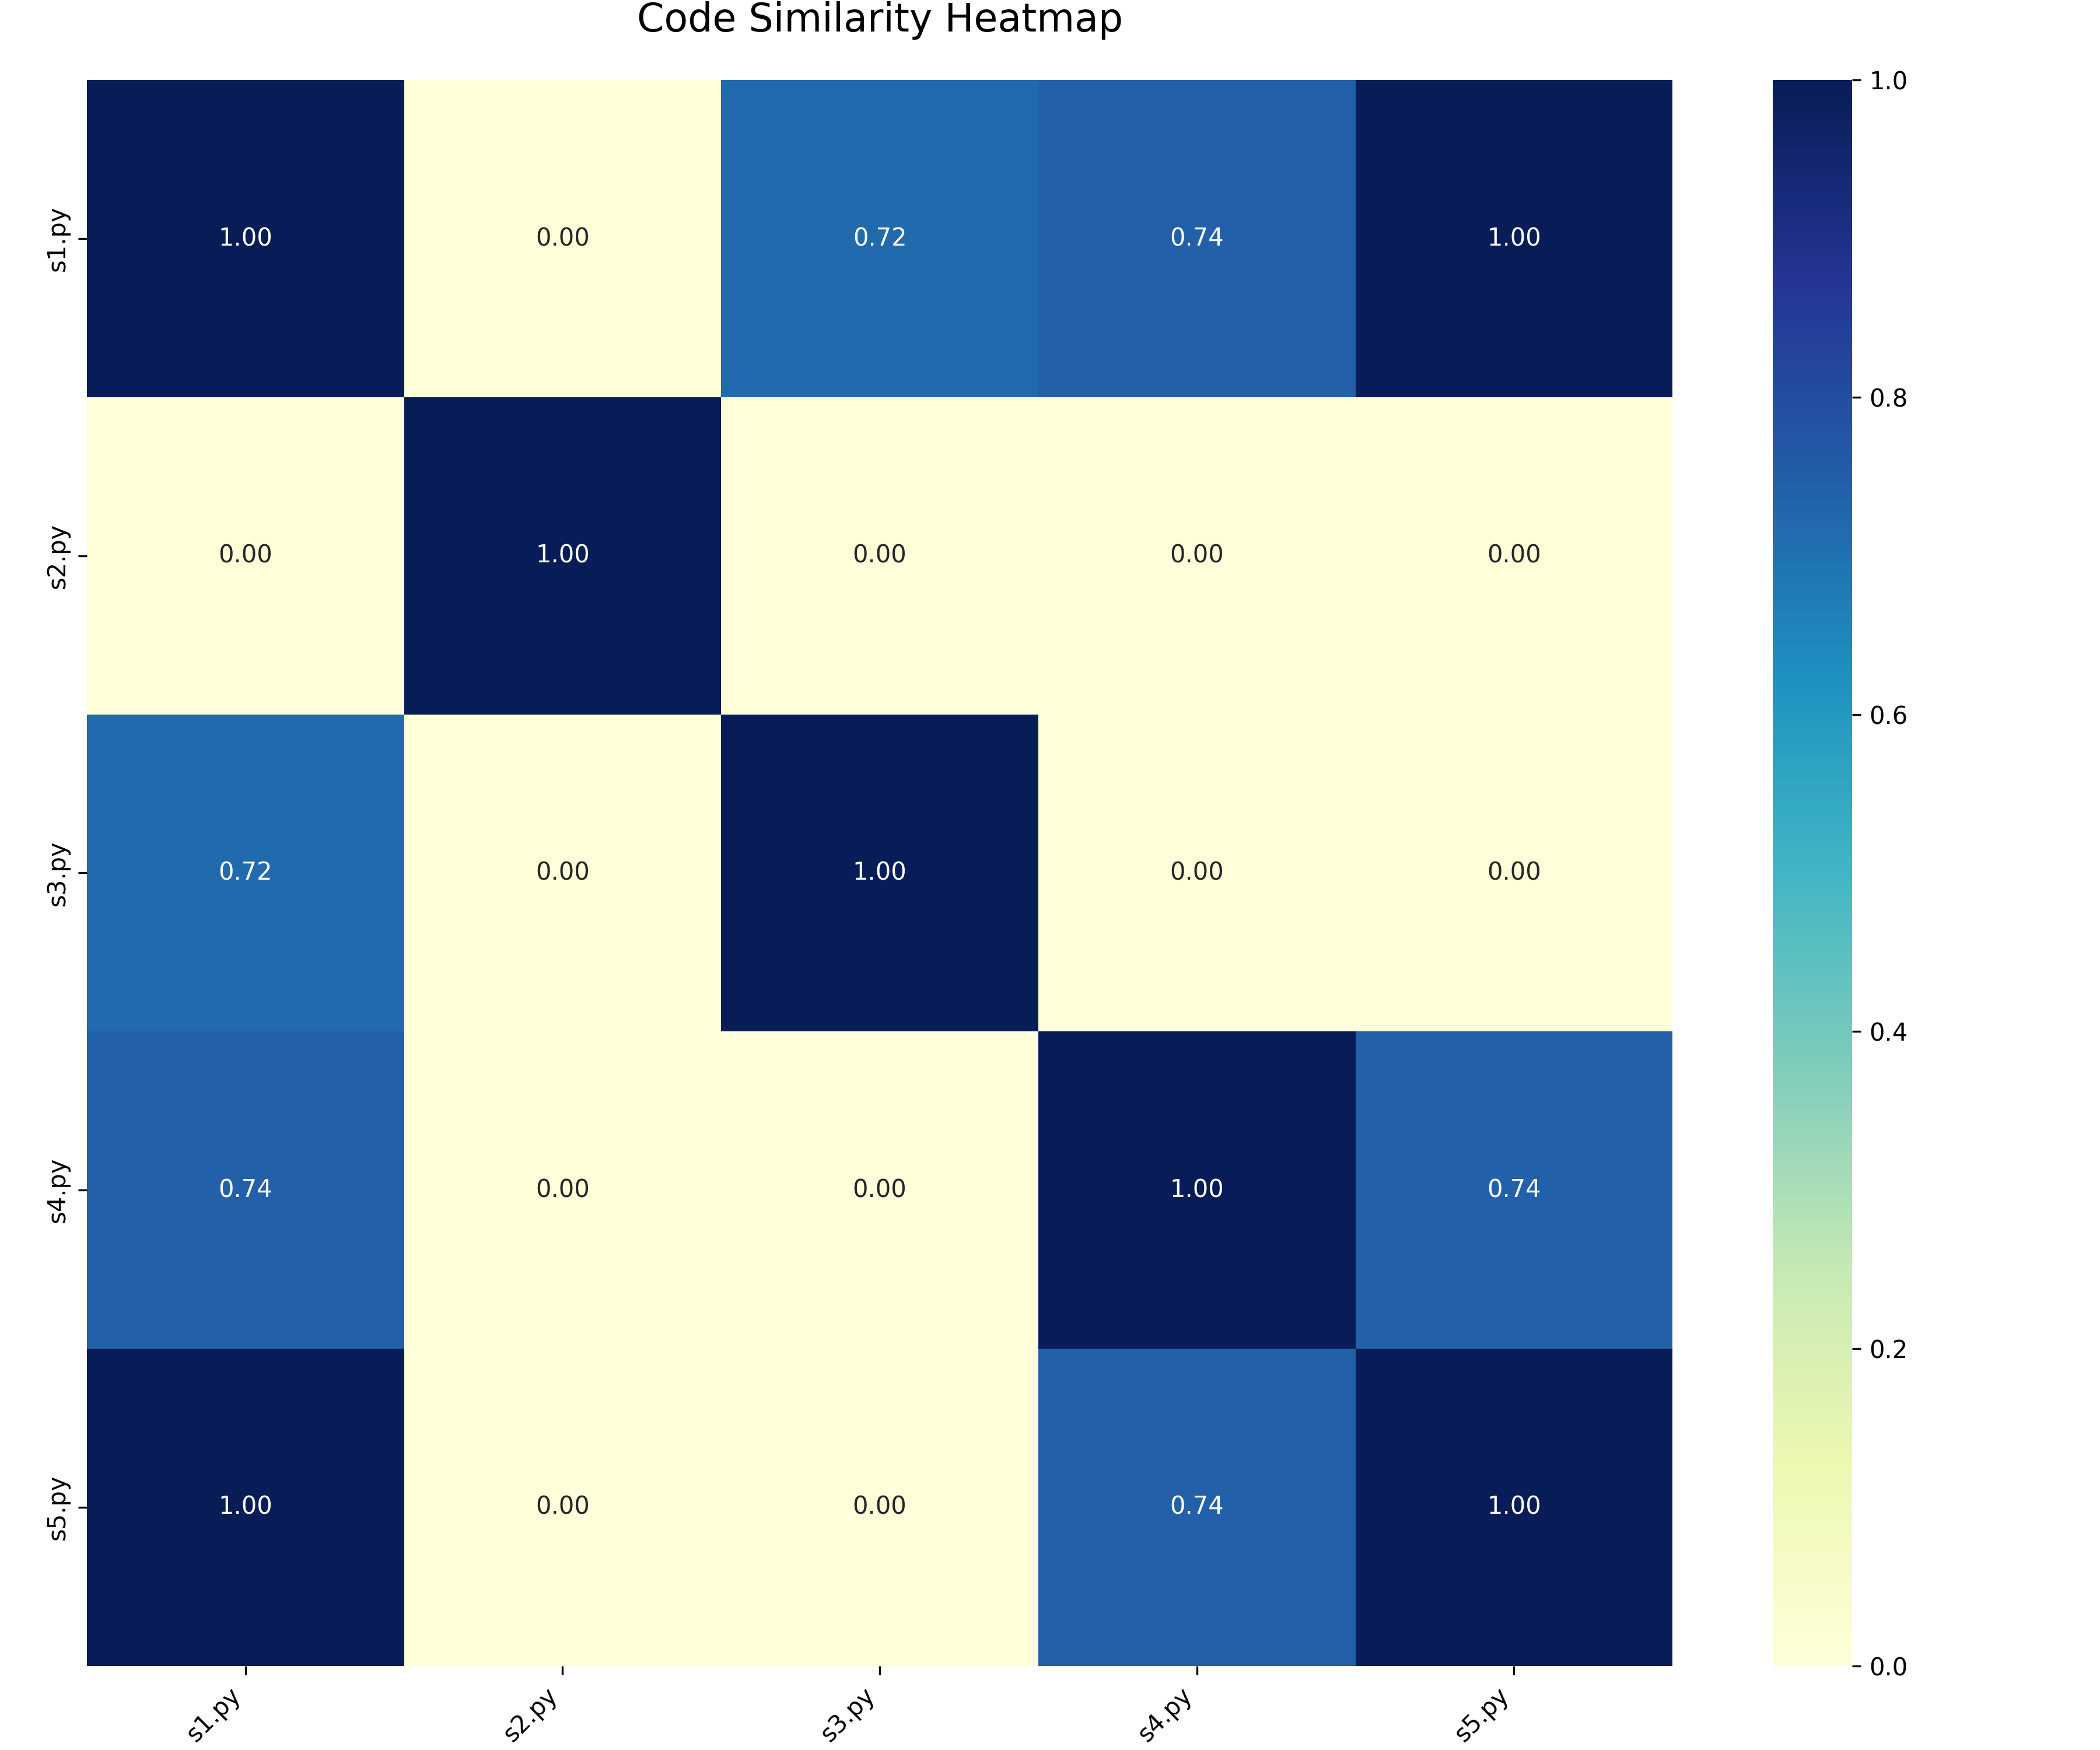 Code Similarity Heatmap
s1.py 1.00 0.00 0.72 0.74 1.00
s2.py 0.00 1.00 0.00 0.00 0.00
s3.py 0.72 0.00 1.00 0.00 0.00
s4.py 0.74 0.00 0.00 1.00 0.74
s5.py 1.00 0.00 0.00 0.74 1.00
s1.py s2.py s3.py s4.py s5.py
1.0
0.8
0.6
0.4
0.2
0.0